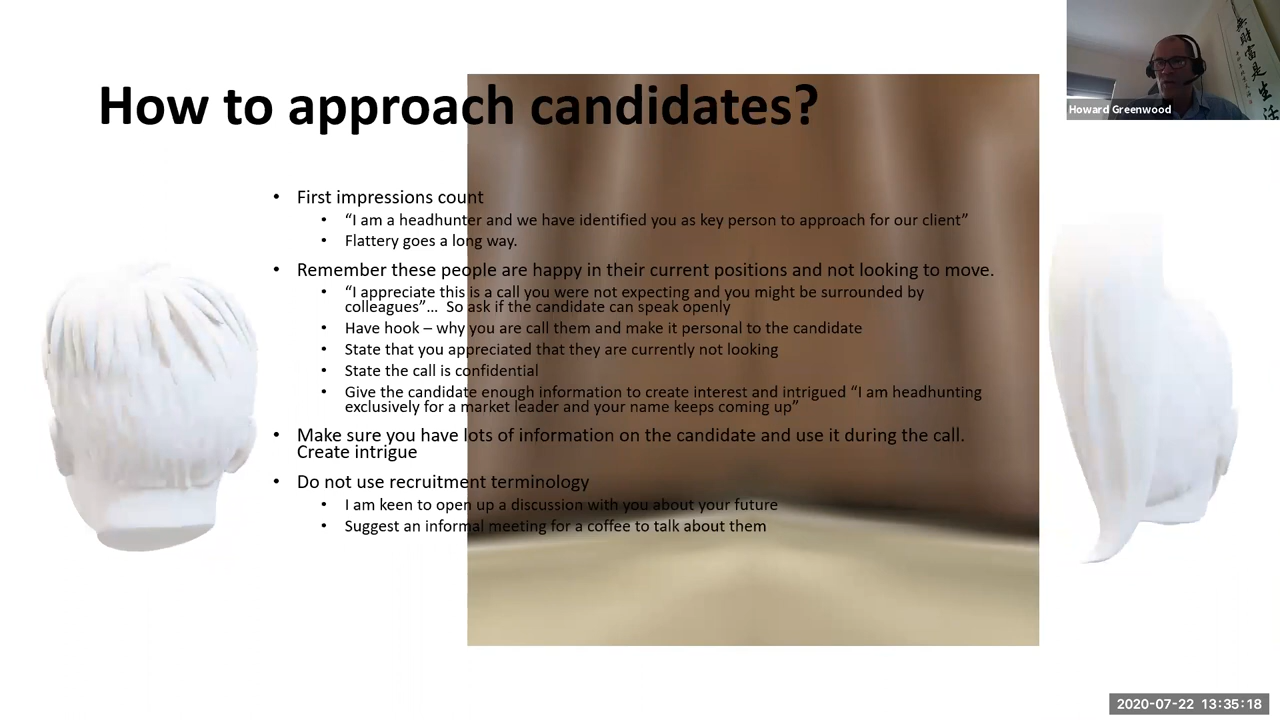 How to approach candidates?
• First impressions count
• “I am a headhunter and we have identified you as key person to approach for our client”
• Flattery goes a long way.
• Remember these people are happy in their current positions and not looking to move.
• “I appreciate this is a call you were not expecting and you might be surrounded by
colleagues”… So ask if the candidate can speak openly
• Have hook – why you are call them and make it personal to the candidate
• State that you appreciated that they are currently not looking
• State the call is confidential
• Give the candidate enough information to create interest and intrigued “I am headhunting
exclusively for a market leader and your name keeps coming up”
• Make sure you have lots of information on the candidate and use it during the call.
Create intrigue
• Do not use recruitment terminology
• I am keen to open up a discussion with you about your future
• Suggest an informal meeting for a coffee to talk about them
Howard Greenwood
財富是生活
2020-07-22 13:35:18